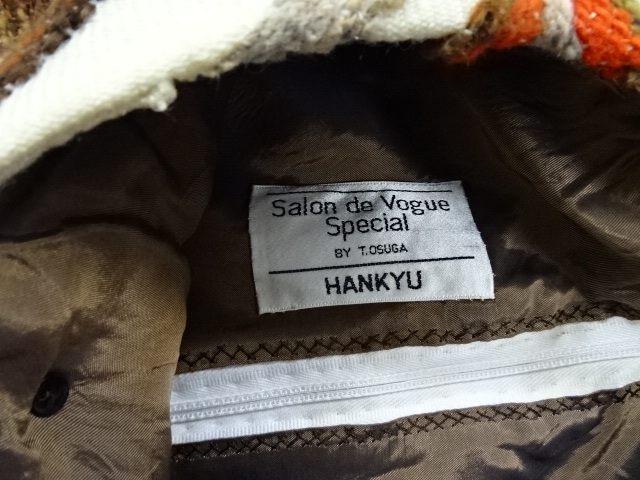 Salon de Vogue
Special
BY T.OSUGA
HANKYU